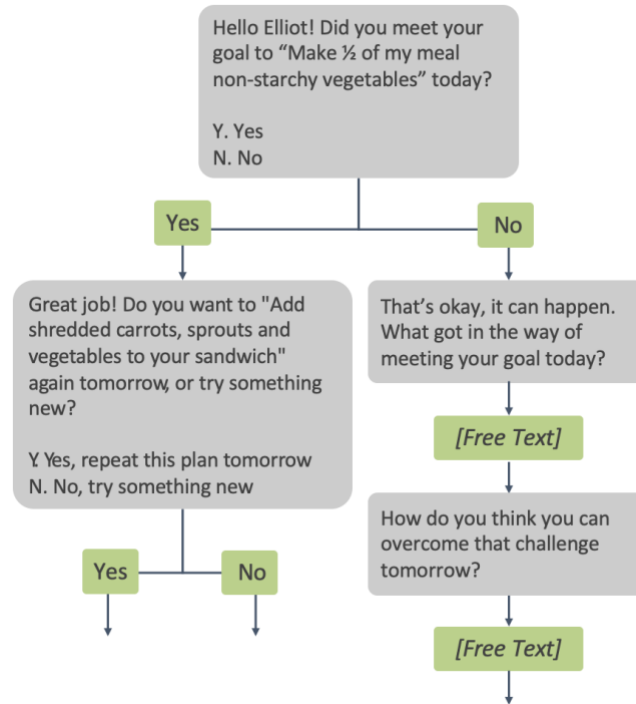 Hello Elliot! Did you meet your
goal to “Make ½ of my meal
non-starchy vegetables” today?
Y. Yes
N. No
Yes
No
Great job! Do you want to "Add
shredded carrots, sprouts and
vegetables to your sandwich"
again tomorrow, or try something
new?
Y. Yes, repeat this plan tomorrow
N. No, try something new
Yes
No
That’s okay, it can happen.
What got in the way of
meeting your goal today?
[Free Text]
How do you think you can
overcome that challenge
tomorrow?
[Free Text]